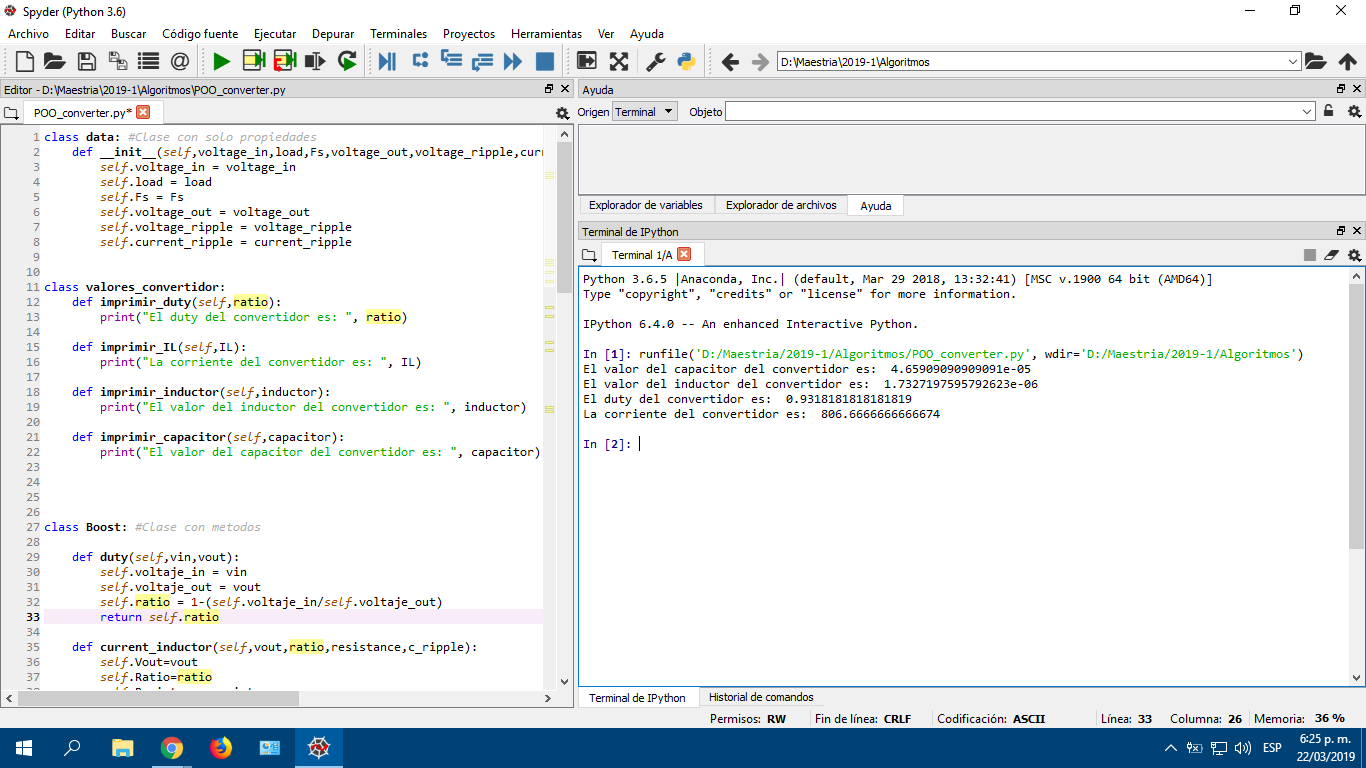 Spyder (Python 3.6)
Archivo Editar Buscar Código fuente Ejecutar Depurar Terminales Proyectos Herramientas Ver Ayuda
D:\Maestria\2019-1\Algoritmos
Editor - D:\Maestria\2019-1\Algoritmos\POO_converter.py
POO_converter.py*
1 class data: #Clase con solo propiedades
2 def __init__(self,voltage_in,load,Fs,voltage_out,voltage_ripple,curr
3 self.voltage_in = voltage_in
4 self.load = load
5 self.Fs = Fs
6 self.voltage_out = voltage_out
7 self.voltage_ripple = voltage_ripple
8 self.current_ripple = current_ripple
9
10
11 class valores_convertidor:
12 def imprimir_duty(self,ratio):
13 print("El duty del convertidor es: ", ratio)
14
15 def imprimir_IL(self,IL):
16 print("La corriente del convertidor es: ", IL)
17
18 def imprimir_inductor(self,inductor):
19 print("El valor del inductor del convertidor es: ", inductor)
20
21 def imprimir_capacitor(self,capacitor):
22 print("El valor del capacitor del convertidor es: ", capacitor)
23
24
25
26
27 class Boost: #Clase con metodos
28
29 def duty(self,vin,vout):
30 self.voltaje_in = vin
31 self.voltaje_out = vout
32 self.ratio = 1-(self.voltaje_in/self.voltaje_out)
33 return self.ratio
34
35 def current_inductor(self,vout,ratio,resistance,c_ripple):
36 self.Vout=vout
37 self.Ratio=ratio
Ayuda
Origen Terminal Objeto
Explorador de variables Explorador de archivos Ayuda
Terminal de IPython
Terminal 1/A
Python 3.6.5 |Anaconda, Inc.| (default, Mar 29 2018, 13:32:41) [MSC v.1900 64 bit (AMD64)]
Type "copyright", "credits" or "license" for more information.
IPython 6.4.0 -- An enhanced Interactive Python.
In [1]: runfile('D:/Maestria/2019-1/Algoritmos/POO_converter.py', wdir='D:/Maestria/2019-1/Algoritmos')
El valor del capacitor del convertidor es:  4.65909090909091e-05
El valor del inductor del convertidor es:  1.7327197595792623e-06
El duty del convertidor es:  0.9318181818181819
La corriente del convertidor es:  806.6666666666674
In [2]:
Terminal de IPython Historial de comandos
Permisos: RW Fin de línea: CRLF Codificación: ASCII Línea: 33 Columna: 26 Memoria: 36 %
ESP
6:25 p. m.
22/03/2019